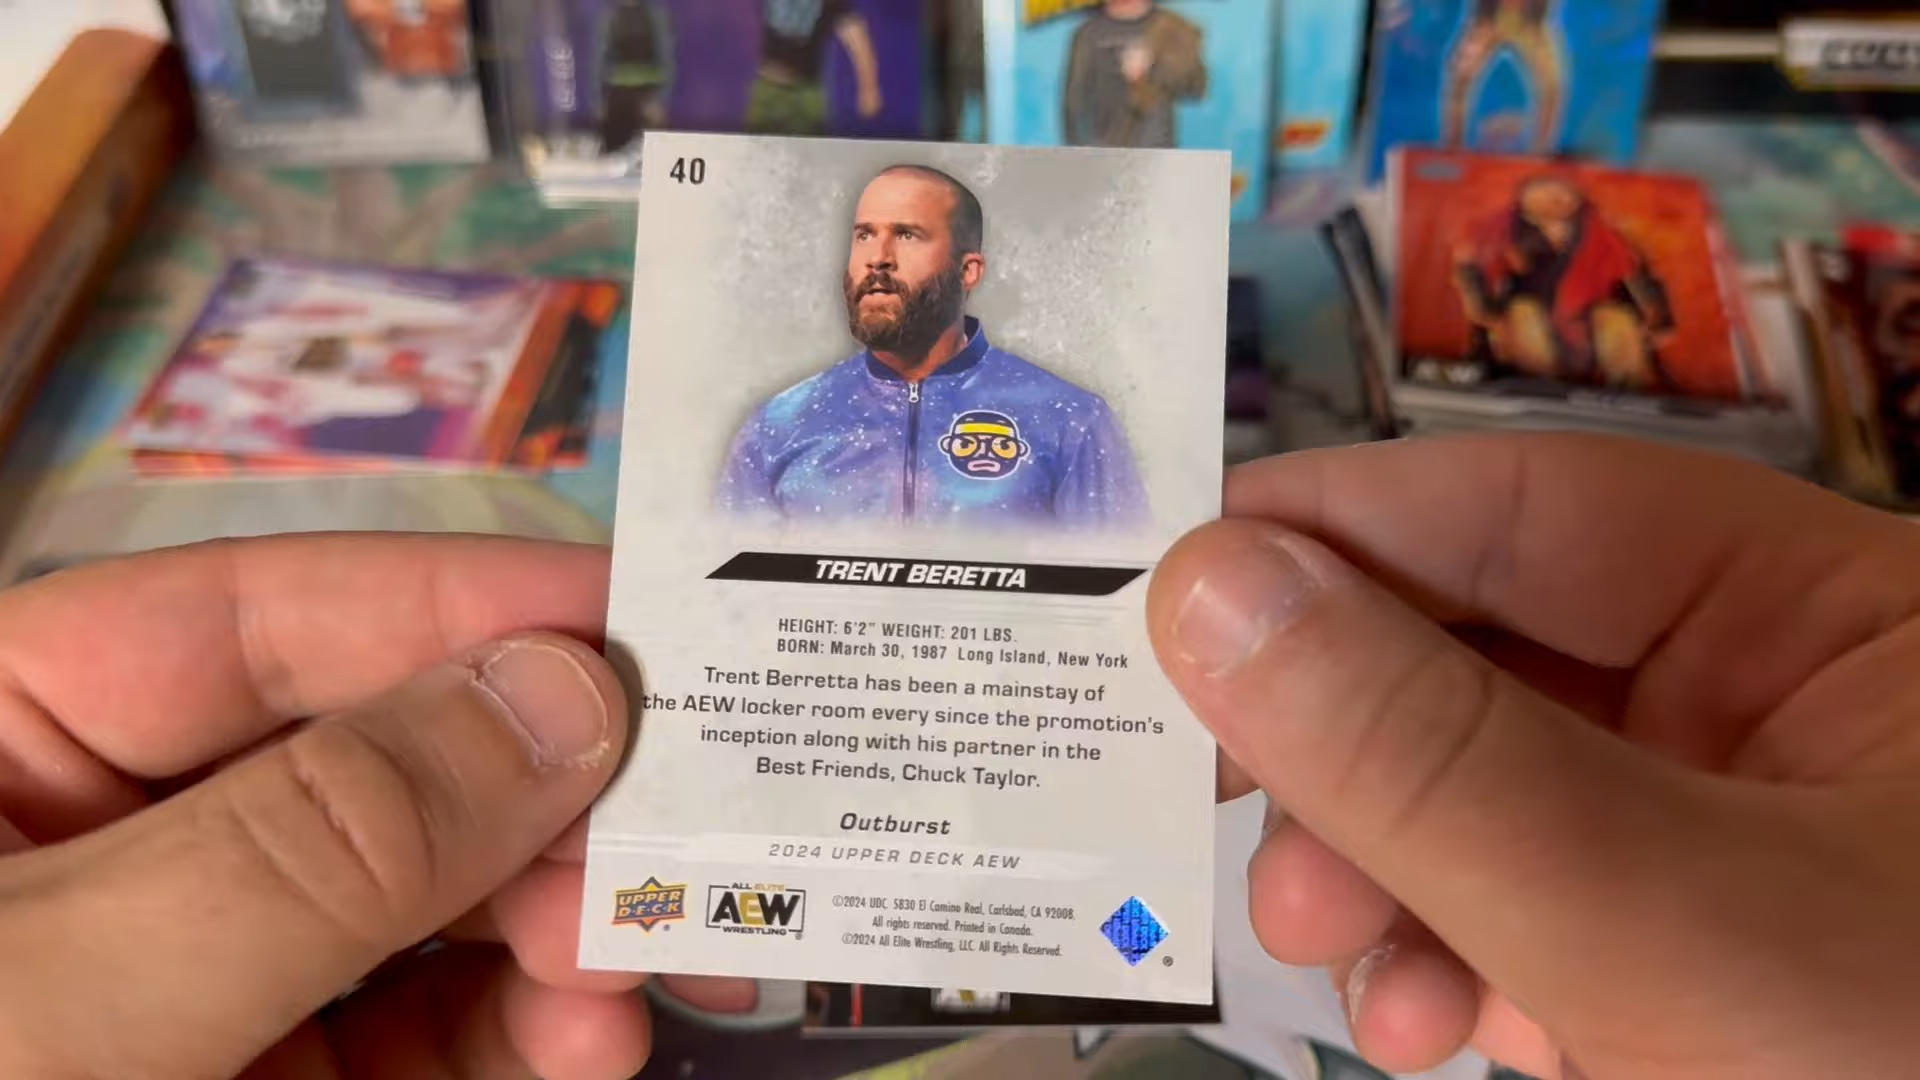 40
TRENT BERETTA
HEIGHT: 6'2" WEIGHT: 201 LBS.
BORN: March 30, 1987 Long Island, New York
Trent Berretta has been a mainstay of
the AEW locker room every since the promotion's
inception along with his partner in the
Best Friends, Chuck Taylor.
Outburst
2024 UPPER DECK AEW
UPPER
D·E·C·K
ALL ELITE
AEW
WRESTLING
©2024 UDC. 5830 El Camino Real, Carlsbad, CA 92008.
All rights reserved. Printed in Canada.
©2024 All Elite Wrestling, LLC. All Rights Reserved.
AEW